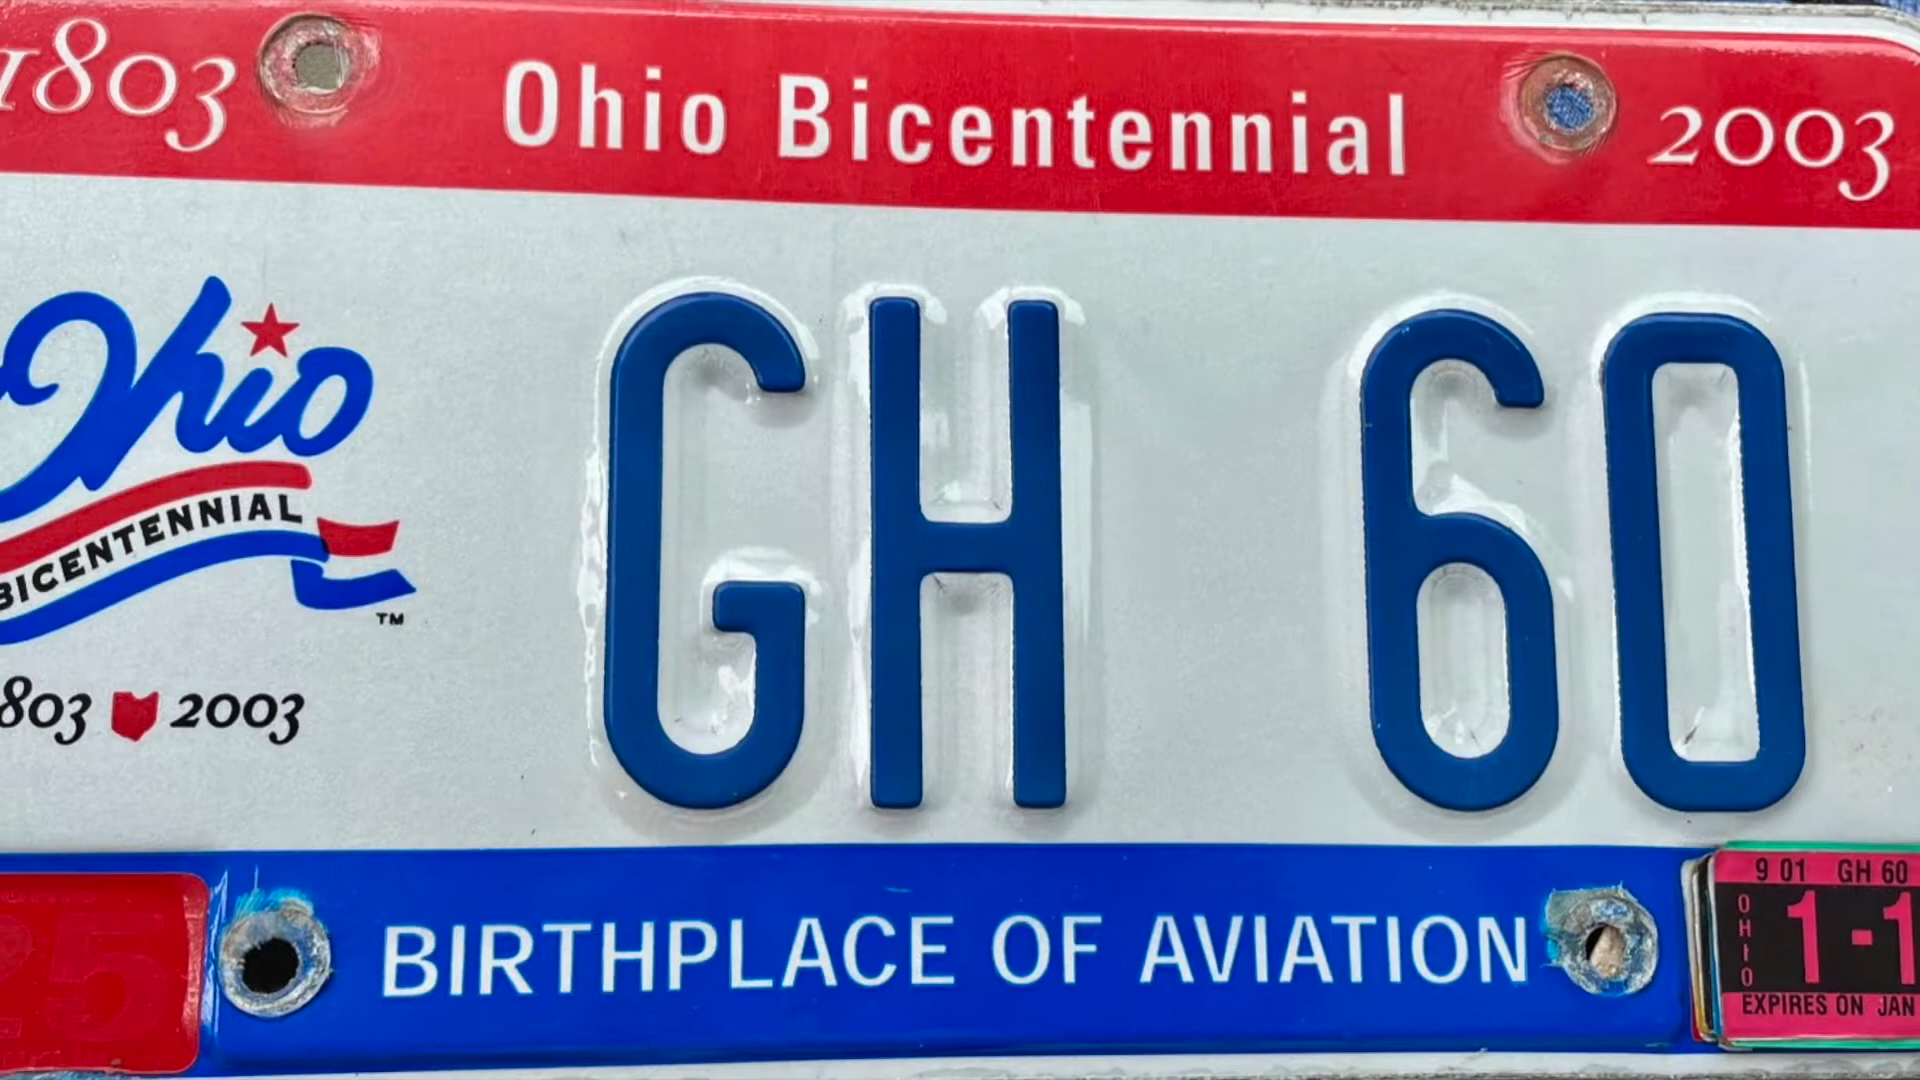 1803 Ohio Bicentennial 2003
Ohio
BICENTENNIAL
TM
803 2003
GH 60
25
BIRTHPLACE OF AVIATION
9 01 GH 60
OHIO
1-1
EXPIRES ON JAN